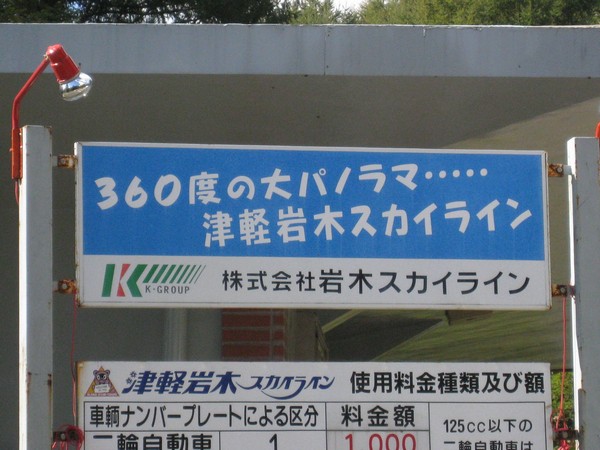 360度の大パノラマ・・・・・
津軽岩木スカイライン
K-GROUP 株式会社岩木スカイライン
津軽岩木スカイライン 使用料金種類及び額
車輌ナンバープレートによる区分 料金額 125cc以下の
二輪自動車 1 1,000 二輪自動車は